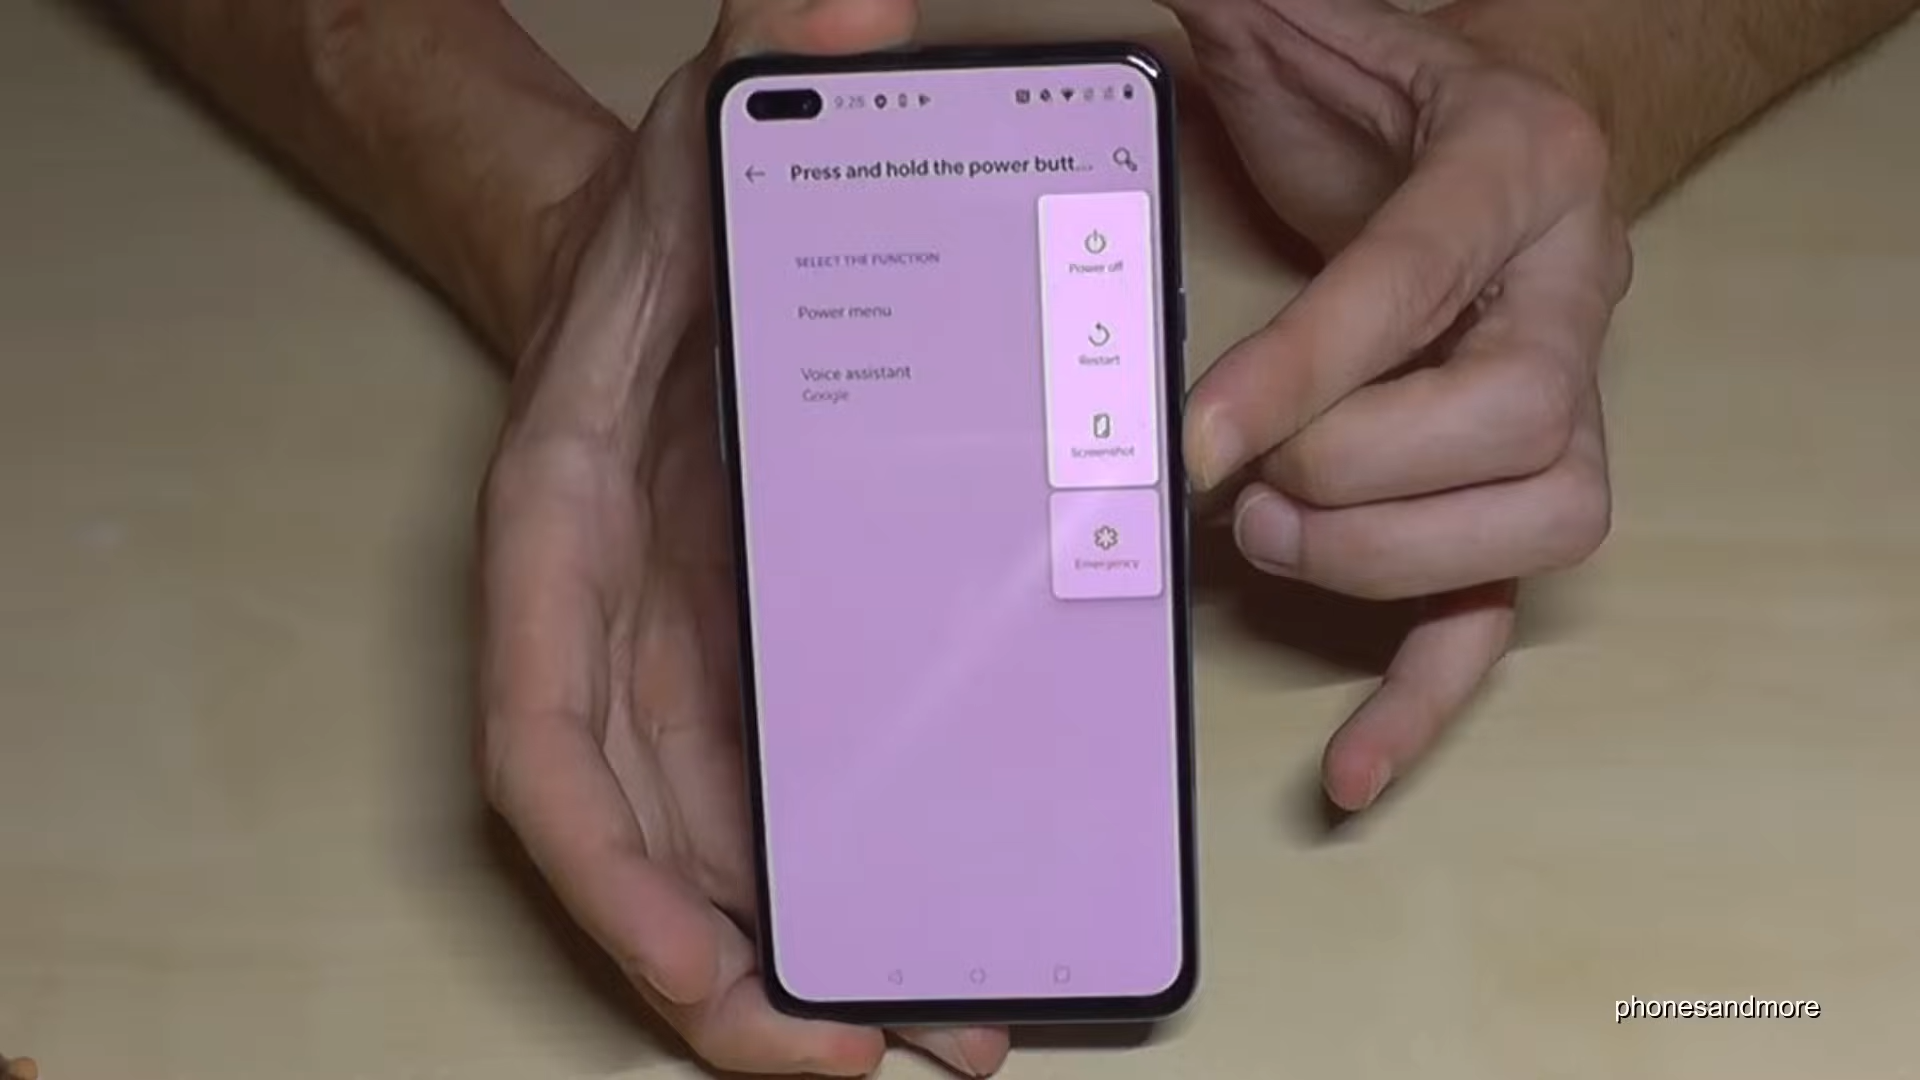 9:26
Press and hold the power butt...
SELECT THE FUNCTION
Power menu
Voice assistant
Google
Power off
Restart
Screenshot
Emergency
phonesandmore